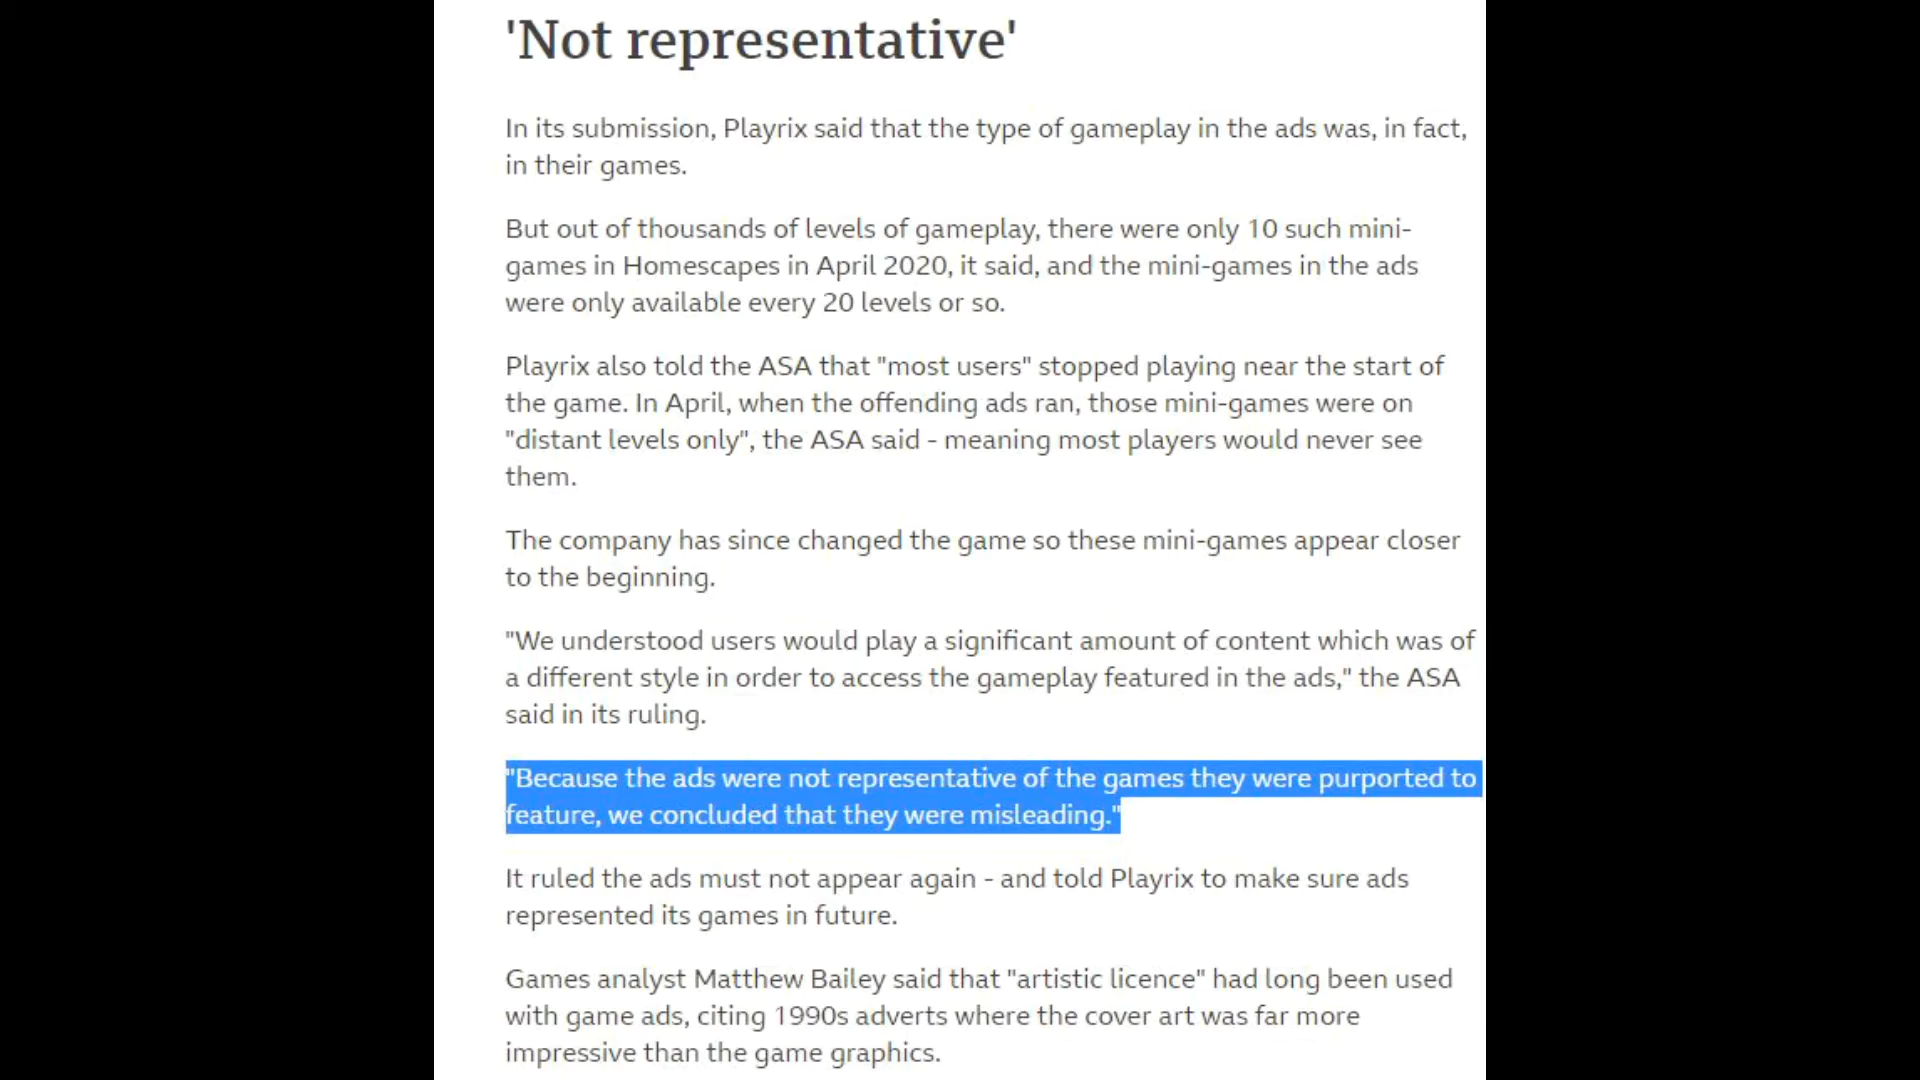 'Not representative'
In its submission, Playrix said that the type of gameplay in the ads was, in fact,
in their games.
But out of thousands of levels of gameplay, there were only 10 such mini-
games in Homescapes in April 2020, it said, and the mini-games in the ads
were only available every 20 levels or so.
Playrix also told the ASA that "most users" stopped playing near the start of
the game. In April, when the offending ads ran, those mini-games were on
"distant levels only", the ASA said - meaning most players would never see
them.
The company has since changed the game so these mini-games appear closer
to the beginning.
"We understood users would play a significant amount of content which was of
a different style in order to access the gameplay featured in the ads," the ASA
said in its ruling.
"Because the ads were not representative of the games they were purported to
feature, we concluded that they were misleading."
It ruled the ads must not appear again - and told Playrix to make sure ads
represented its games in future.
Games analyst Matthew Bailey said that "artistic licence" had long been used
with game ads, citing 1990s adverts where the cover art was far more
impressive than the game graphics.